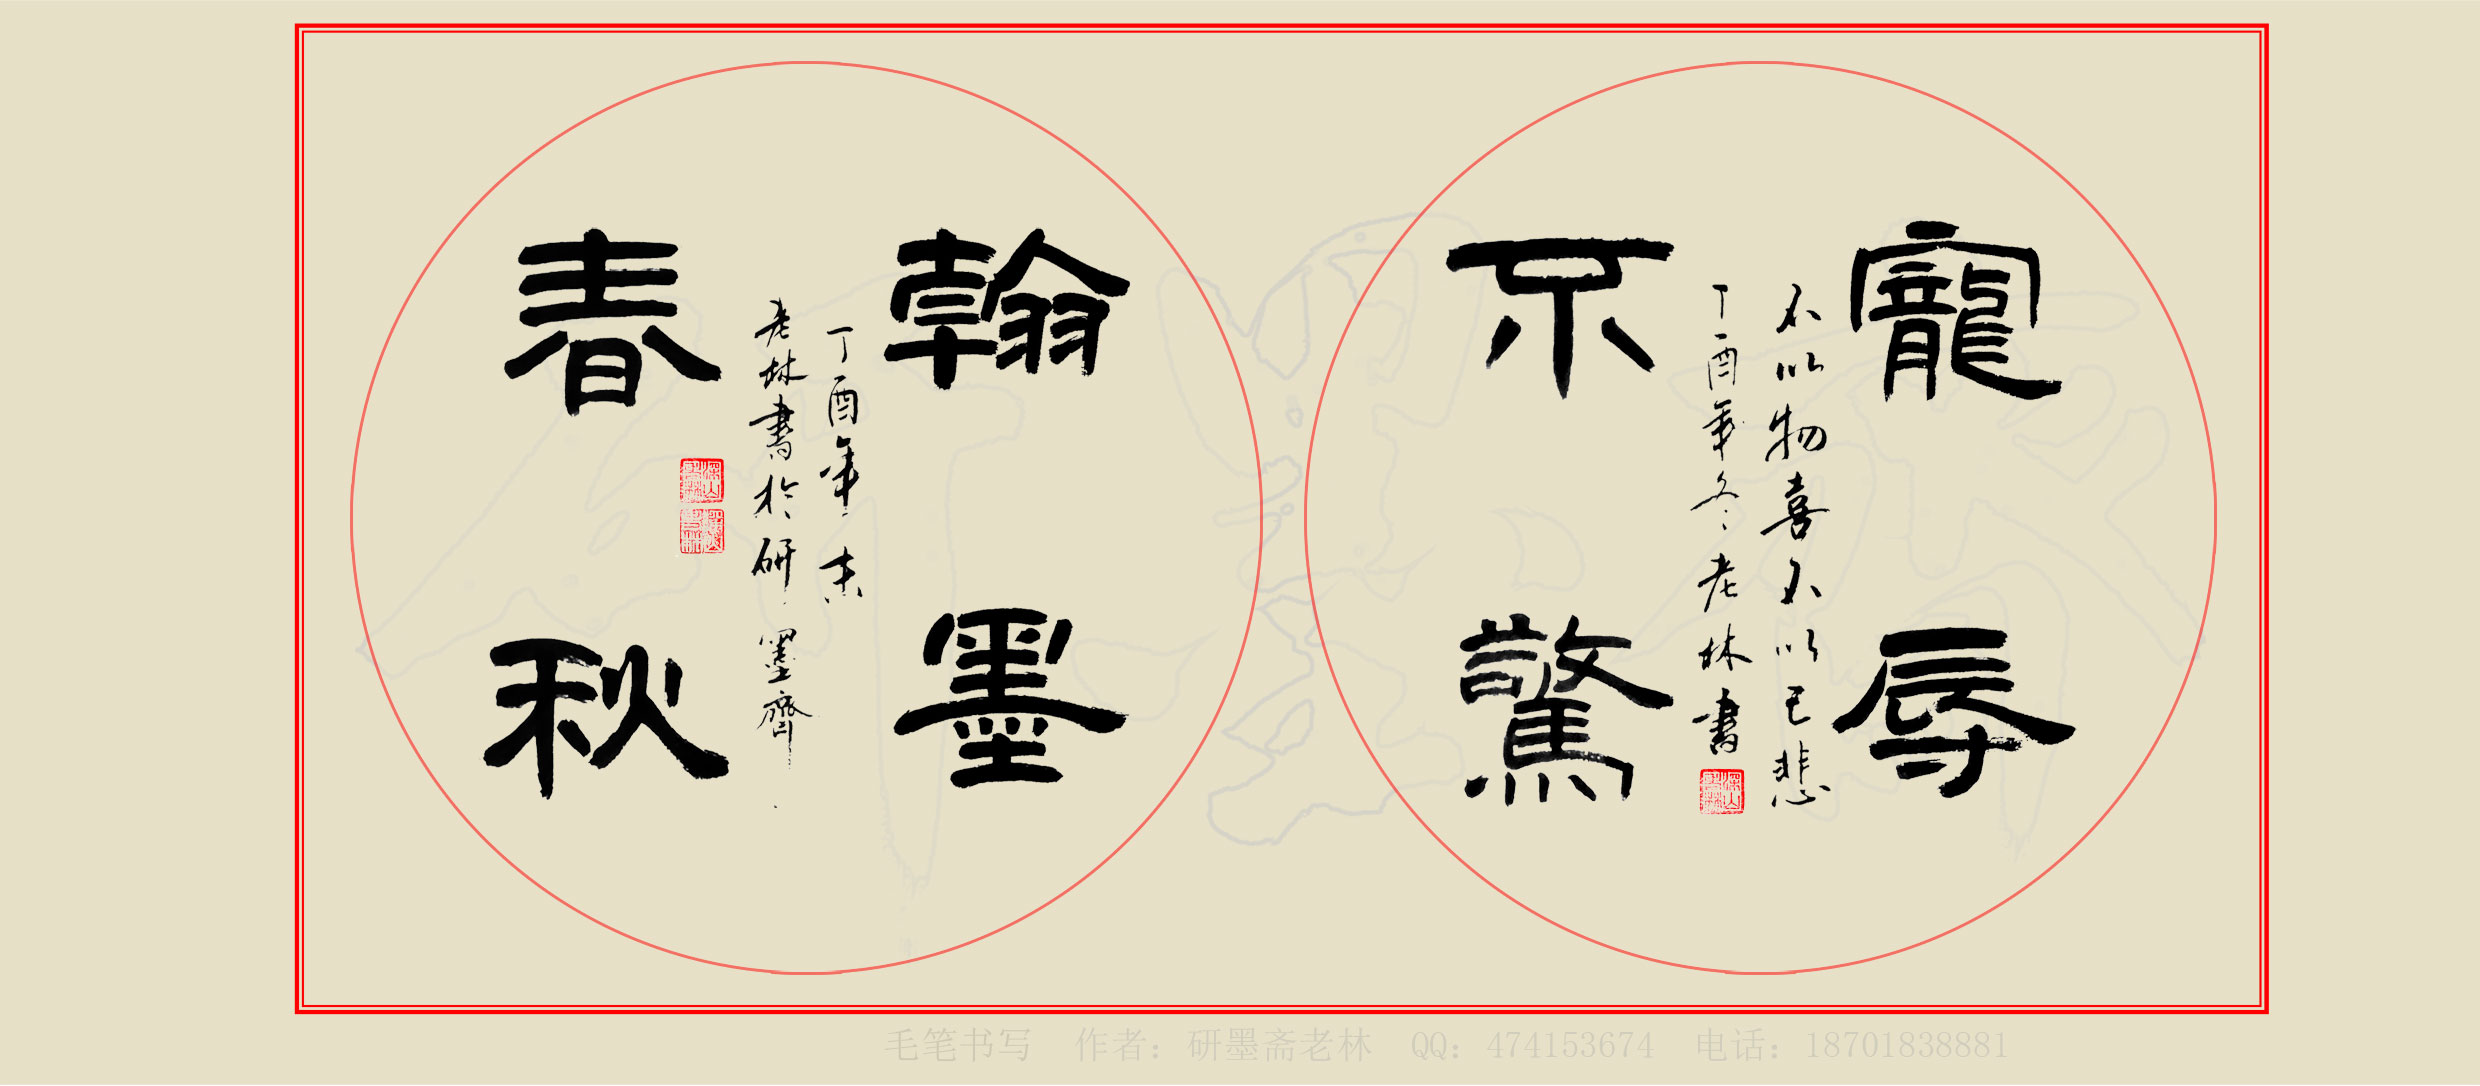 寵辱
不驚
不以物喜不以己悲
丁酉年冬老林書
翰墨
春秋
丁酉年末
老林書於研墨齋
毛笔书写 作者：研墨斋老林 QQ：474153674 电话：18701838881